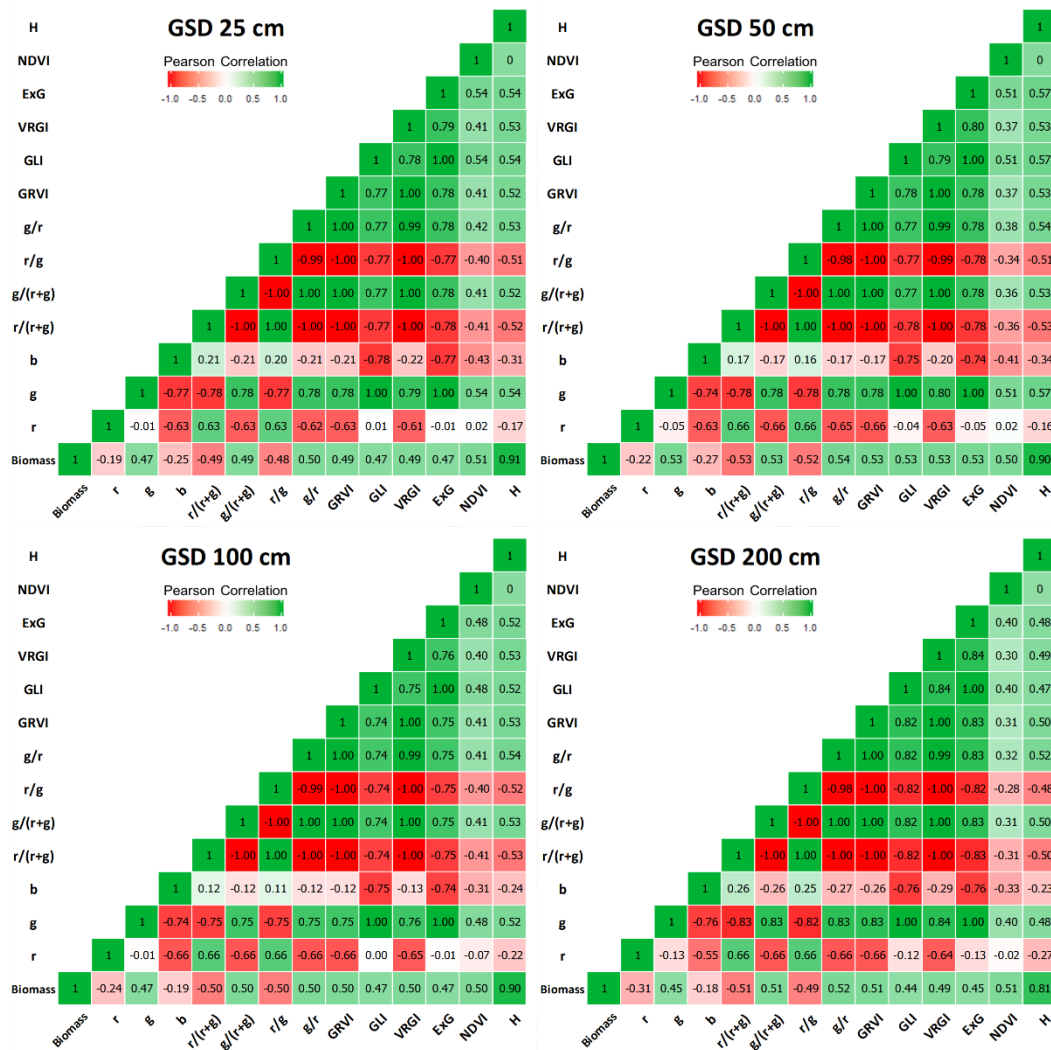 GSD 25 cm
Pearson Correlation
-1.0 -0.5 0.0 0.5 1.0
H 1
NDVI 1 0
ExG 1 0.54 0.54
VRGI 1 0.79 0.41 0.53
GLI 1 0.78 1.00 0.54 0.54
GRVI 1 0.77 1.00 0.78 0.41 0.52
g/r 1 1.00 0.77 0.99 0.78 0.42 0.53
r/g 1 -0.99 -1.00 -0.77 -1.00 -0.77 -0.40 -0.51
g/(r+g) 1 -1.00 1.00 1.00 0.77 1.00 0.78 0.41 0.52
r/(r+g) 1 -1.00 1.00 -1.00 -1.00 -0.77 -1.00 -0.78 -0.41 -0.52
b 1 0.21 -0.21 0.20 -0.21 -0.21 -0.78 -0.22 -0.77 -0.43 -0.31
g 1 -0.77 -0.78 0.78 -0.77 0.78 0.78 1.00 0.79 1.00 0.54 0.54
r 1 -0.01 -0.63 0.63 -0.63 0.63 -0.62 -0.63 0.01 -0.61 -0.01 0.02 -0.17
Biomass 1 -0.19 0.47 -0.25 -0.49 0.49 -0.48 0.50 0.49 0.47 0.49 0.47 0.51 0.91
Biomass r g b r/(r+g) g/(r+g) r/g g/r GRVI GLI VRGI ExG NDVI H
GSD 50 cm
Pearson Correlation
-1.0 -0.5 0.0 0.5 1.0
1
1 0
1 0.51 0.57
1 0.80 0.37 0.53
1 0.79 1.00 0.51 0.57
1 0.78 1.00 0.78 0.37 0.53
1 1.00 0.77 0.99 0.78 0.38 0.54
1 -0.98 -1.00 -0.77 -0.99 -0.78 -0.34 -0.51
1 -1.00 1.00 1.00 0.77 1.00 0.78 0.36 0.53
1 -1.00 1.00 -1.00 -1.00 -0.78 -1.00 -0.78 -0.36 -0.53
1 0.17 -0.17 0.16 -0.17 -0.17 -0.75 -0.20 -0.74 -0.41 -0.34
1 -0.74 -0.78 0.78 -0.78 0.78 0.78 1.00 0.80 1.00 0.51 0.57
1 -0.05 -0.63 0.66 -0.66 0.66 -0.65 -0.66 -0.04 -0.63 -0.05 0.02 -0.16
Biomass 1 -0.22 0.53 -0.27 -0.53 0.53 -0.52 0.54 0.53 0.53 0.53 0.53 0.50 0.90
Biomass r g b r/(r+g) g/(r+g) r/g g/r GRVI GLI VRGI ExG NDVI H
GSD 100 cm
Pearson Correlation
-1.0 -0.5 0.0 0.5 1.0
H 1
NDVI 1 0
ExG 1 0.48 0.52
VRGI 1 0.76 0.40 0.53
GLI 1 0.75 1.00 0.48 0.52
GRVI 1 0.74 1.00 0.75 0.41 0.53
g/r 1 1.00 0.74 0.99 0.75 0.41 0.54
r/g 1 -0.99 -1.00 -0.74 -1.00 -0.75 -0.40 -0.52
g/(r+g) 1 -1.00 1.00 1.00 0.74 1.00 0.75 0.41 0.53
r/(r+g) 1 -1.00 1.00 -1.00 -1.00 -0.74 -1.00 -0.75 -0.41 -0.53
b 1 0.12 -0.12 0.11 -0.12 -0.12 -0.75 -0.13 -0.74 -0.31 -0.24
g 1 -0.74 -0.75 0.75 -0.75 0.75 0.75 1.00 0.76 1.00 0.48 0.52
r 1 -0.01 -0.66 0.66 -0.66 0.66 -0.66 -0.66 0.00 -0.65 -0.01 -0.07 -0.22
Biomass 1 -0.24 0.47 -0.19 -0.50 0.50 -0.50 0.50 0.50 0.47 0.50 0.47 0.50 0.90
Biomass r g b r/(r+g) g/(r+g) r/g g/r GRVI GLI VRGI ExG NDVI H
GSD 200 cm
Pearson Correlation
-1.0 -0.5 0.0 0.5 1.0
1
1 0
1 0.40 0.48
1 0.84 0.30 0.49
1 0.84 1.00 0.40 0.47
1 0.82 1.00 0.83 0.31 0.50
1 1.00 0.82 0.99 0.83 0.32 0.52
1 -0.98 -1.00 -0.82 -1.00 -0.82 -0.28 -0.48
1 -1.00 1.00 1.00 0.82 1.00 0.83 0.31 0.50
1 -1.00 1.00 -1.00 -1.00 -0.82 -1.00 -0.83 -0.31 -0.50
1 0.26 -0.26 0.25 -0.27 -0.26 -0.76 -0.29 -0.76 -0.33 -0.23
1 -0.76 -0.83 0.83 -0.82 0.83 0.83 1.00 0.84 1.00 0.40 0.48
1 -0.13 -0.55 0.66 -0.66 0.66 -0.66 -0.66 -0.12 -0.64 -0.13 -0.02 -0.27
Biomass 1 -0.31 0.45 -0.18 -0.51 0.51 -0.49 0.52 0.51 0.44 0.49 0.45 0.51 0.81
Biomass r g b r/(r+g) g/(r+g) r/g g/r GRVI GLI VRGI ExG NDVI H